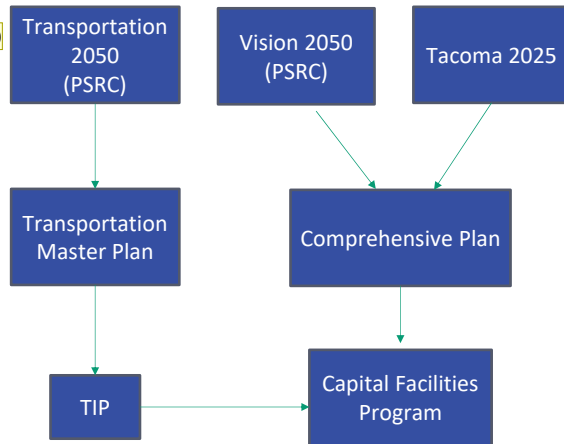 Transportation
2050
(PSRC)
Vision 2050
(PSRC)
Tacoma 2025
Transportation
Master Plan
Comprehensive Plan
TIP
Capital Facilities
Program